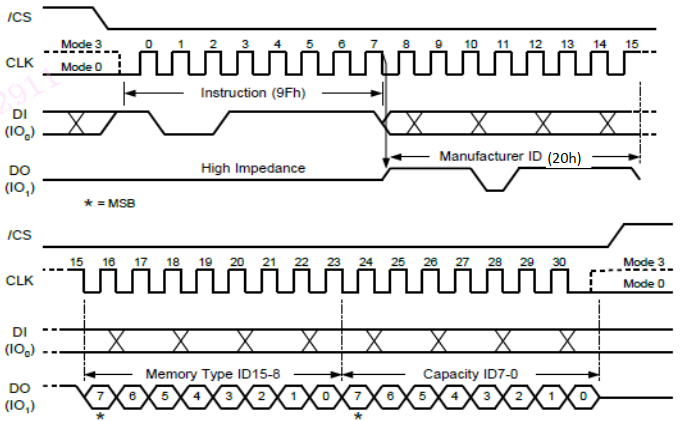 /CS
Mode 3 0 1 2 3 4 5 6 7 8 9 10 11 12 13 14 15
CLK
Mode 0
Instruction (9Fh)
DI
(IO0)
Manufacturer ID (20h)
High Impedance
DO
(IO1)
* = MSB
/CS
15 16 17 18 19 20 21 22 23 24 25 26 27 28 29 30 Mode 3
CLK
Mode 0
DI
(IO0)
Memory Type ID15-8 Capacity ID7-0
DO
(IO1)
7 6 5 4 3 2 1 0 7 6 5 4 3 2 1 0
* *
2911